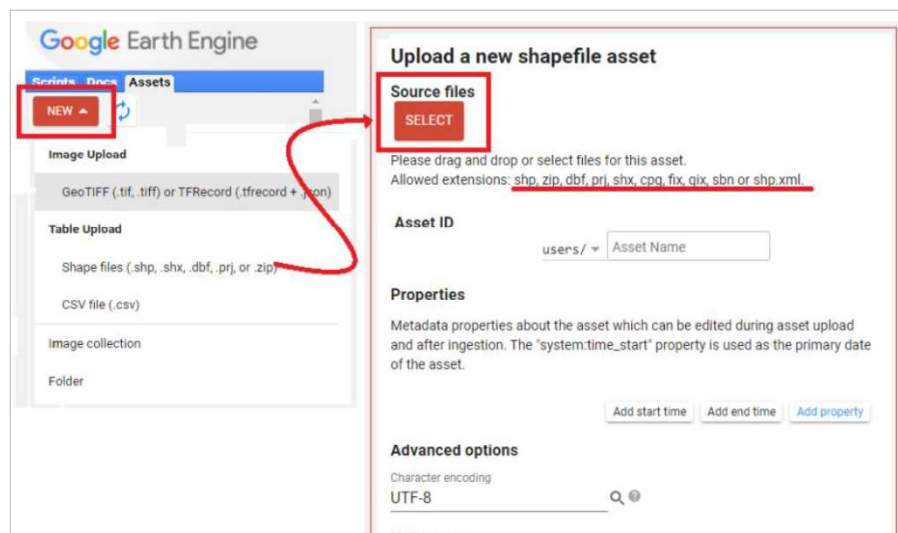 Google Earth Engine
Scripts Docs Assets
NEW
Image Upload
GeoTIFF (.tif, .tiff) or TFRecord (.tfrecord + .json)
Table Upload
Shape files (.shp, .shx, .dbf, .prj, or .zip)
CSV file (.csv)
Image collection
Folder
Upload a new shapefile asset
Source files
SELECT
Please drag and drop or select files for this asset.
Allowed extensions: shp, zip, dbf, prj, shx, cpg, fix, qix, sbn or shp.xml.
Asset ID
users/ Asset Name
Properties
Metadata properties about the asset which can be edited during asset upload
and after ingestion. The "system:time_start" property is used as the primary date
of the asset.
Add start time Add end time Add property
Advanced options
Character encoding
UTF-8